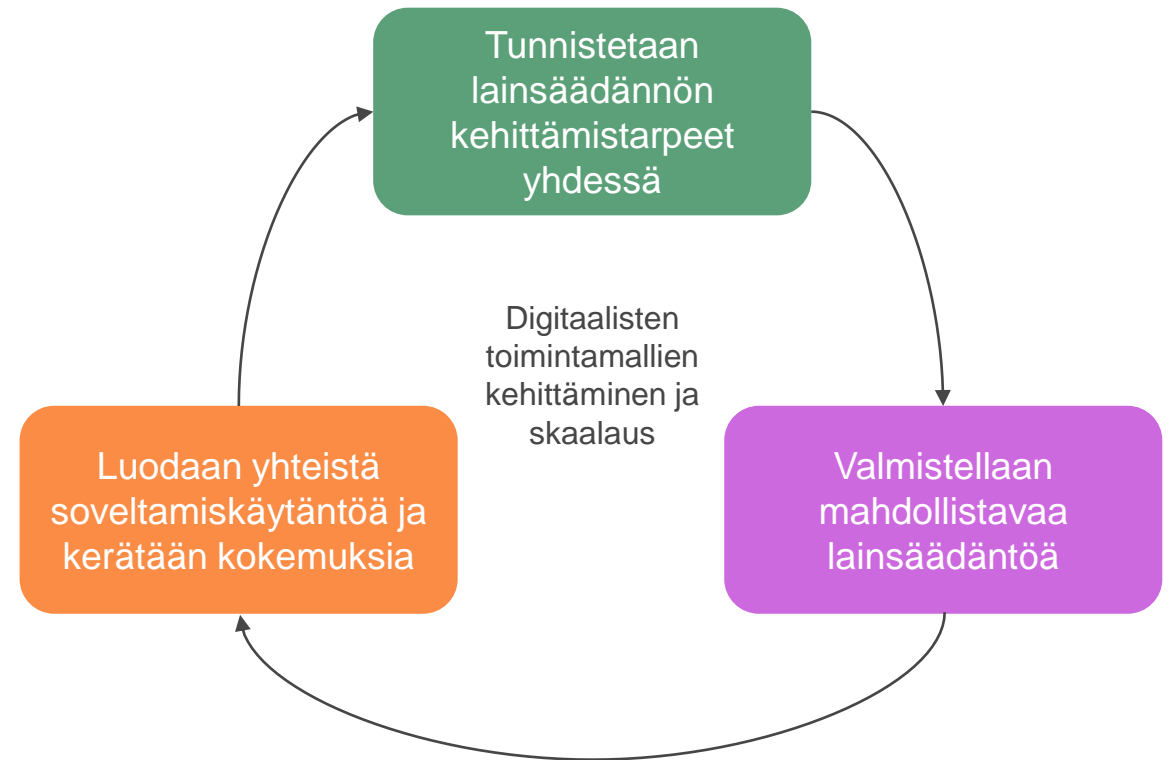 Tunnistetaan
lainsäädännön
kehittämistarpeet
yhdessä
Digitaalisten
toimintamallien
kehittäminen ja
skaalaus
Luodaan yhteistä
soveltamiskäytäntöä ja
kerätään kokemuksia
Valmistellaan
mahdollistavaa
lainsäädäntöä